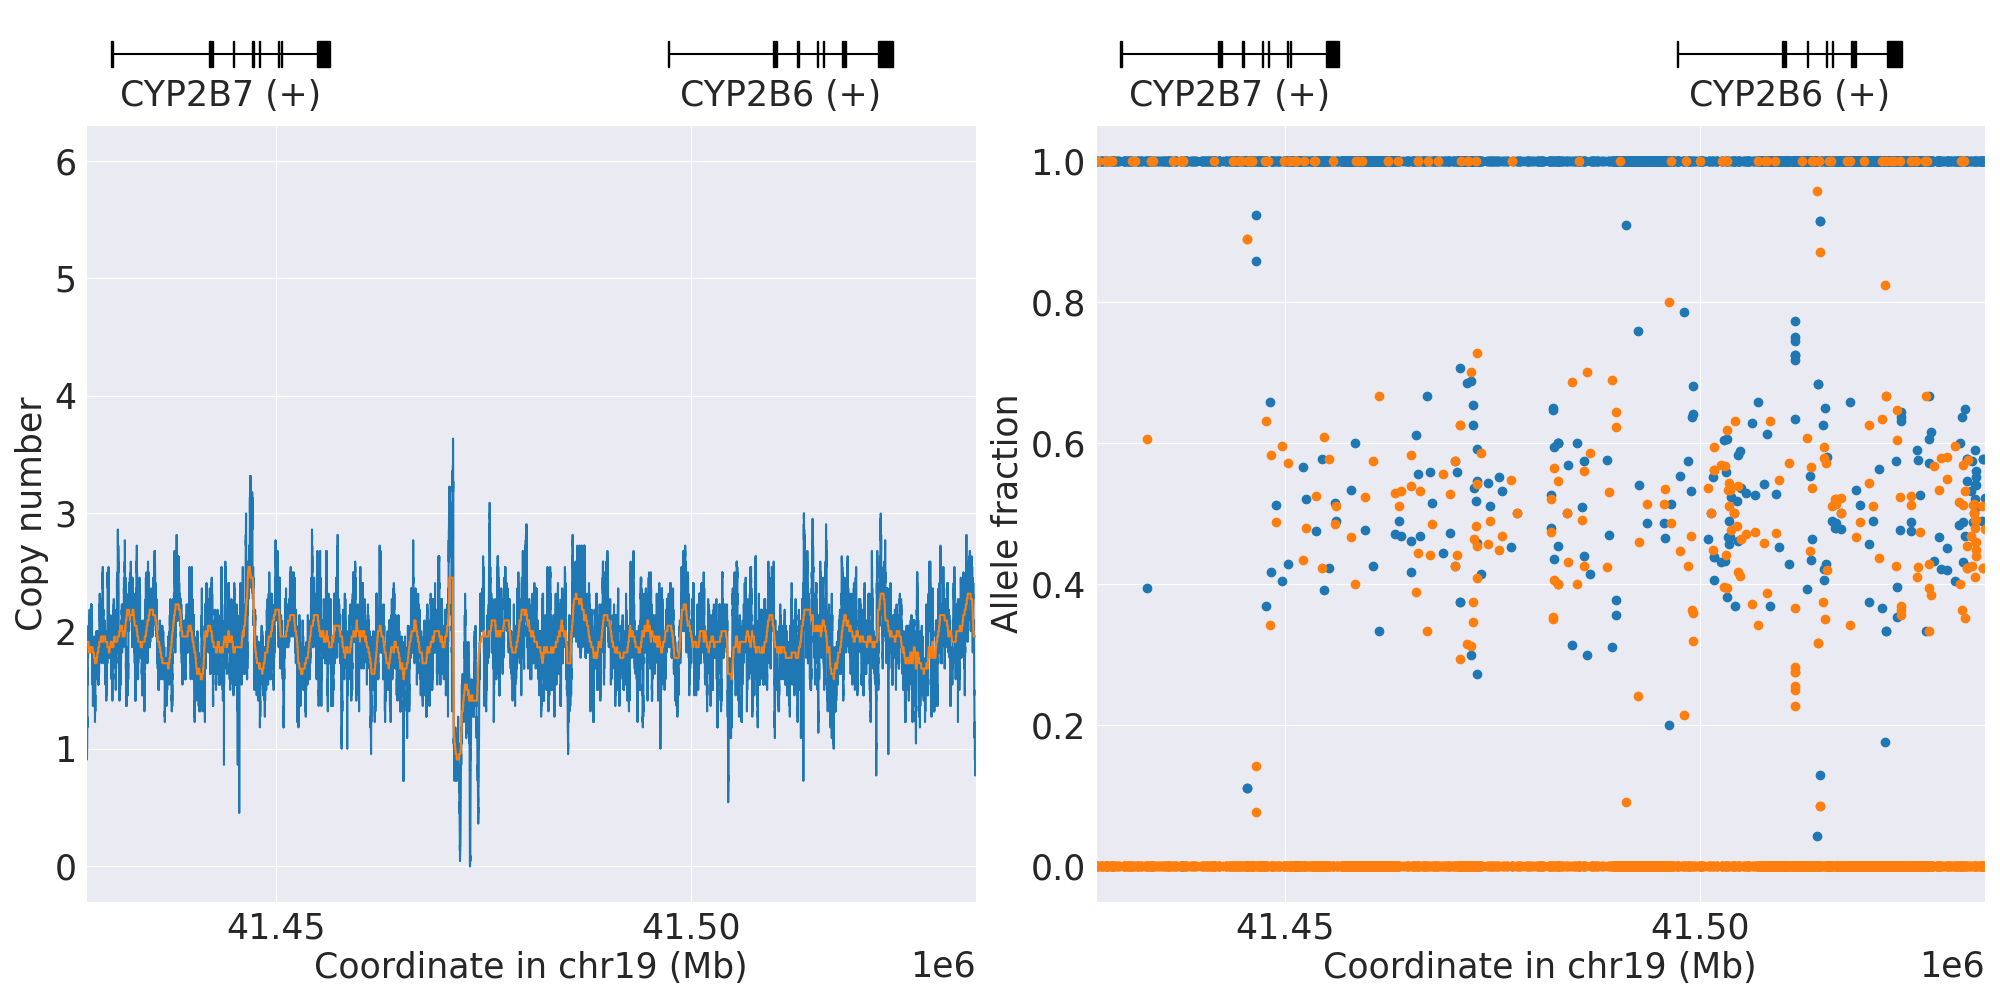 CYP2B7 (+)
CYP2B6 (+)
6
5
4
3
2
1
0
Copy number
41.45
41.50
Coordinate in chr19 (Mb)
1e6
CYP2B7 (+)
CYP2B6 (+)
1.0
0.8
0.6
0.4
0.2
0.0
Allele fraction
41.45
41.50
Coordinate in chr19 (Mb)
1e6